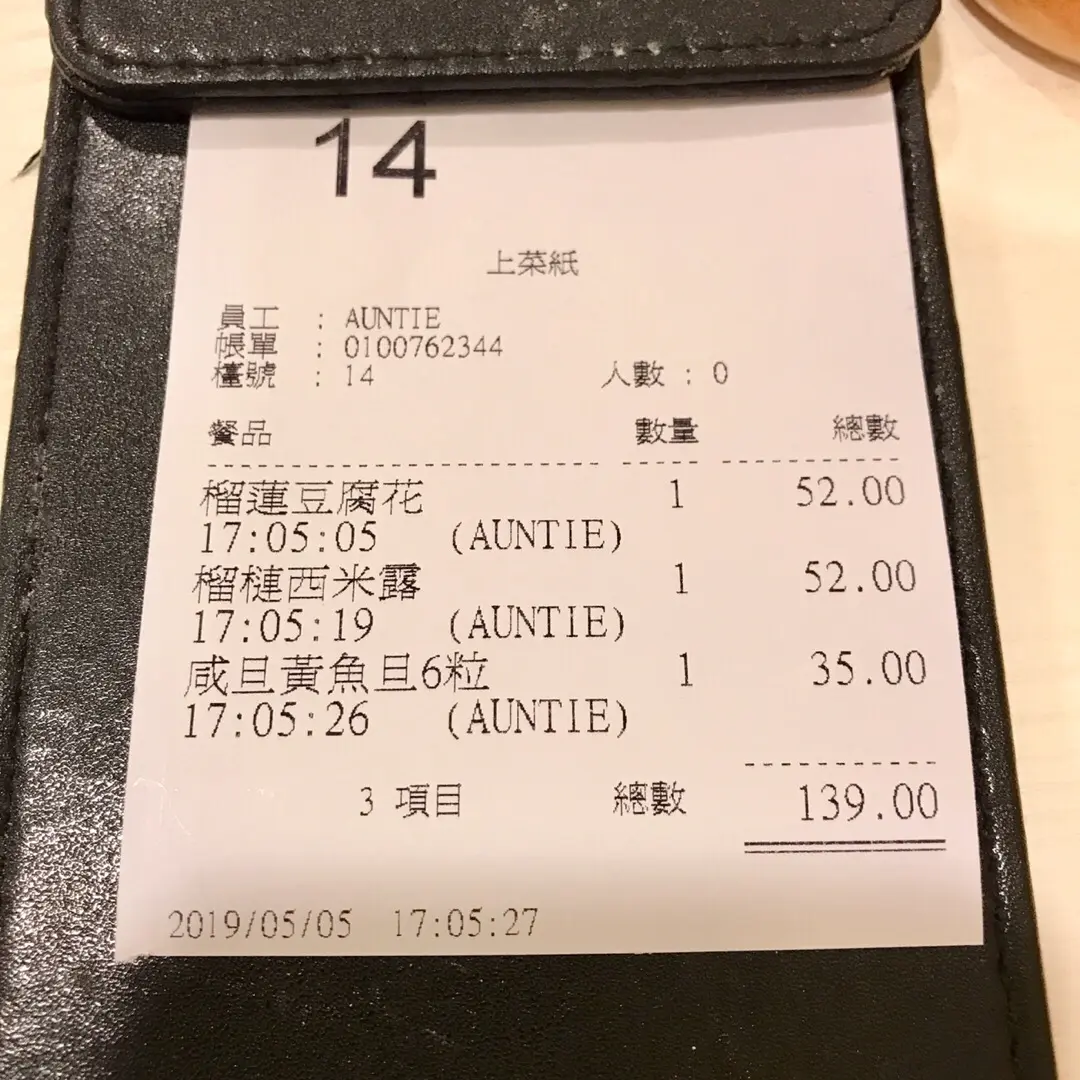 14
上菜紙
員工 : AUNTIE
帳單 : 0100762344
檯號 : 14 人數 : 0
餐品 數量 總數
榴蓮豆腐花 1 52.00
17:05:05 (AUNTIE)
榴槤西米露 1 52.00
17:05:19 (AUNTIE)
咸旦黃魚旦6粒 1 35.00
17:05:26 (AUNTIE)
3 項目 總數 139.00
2019/05/05 17:05:27